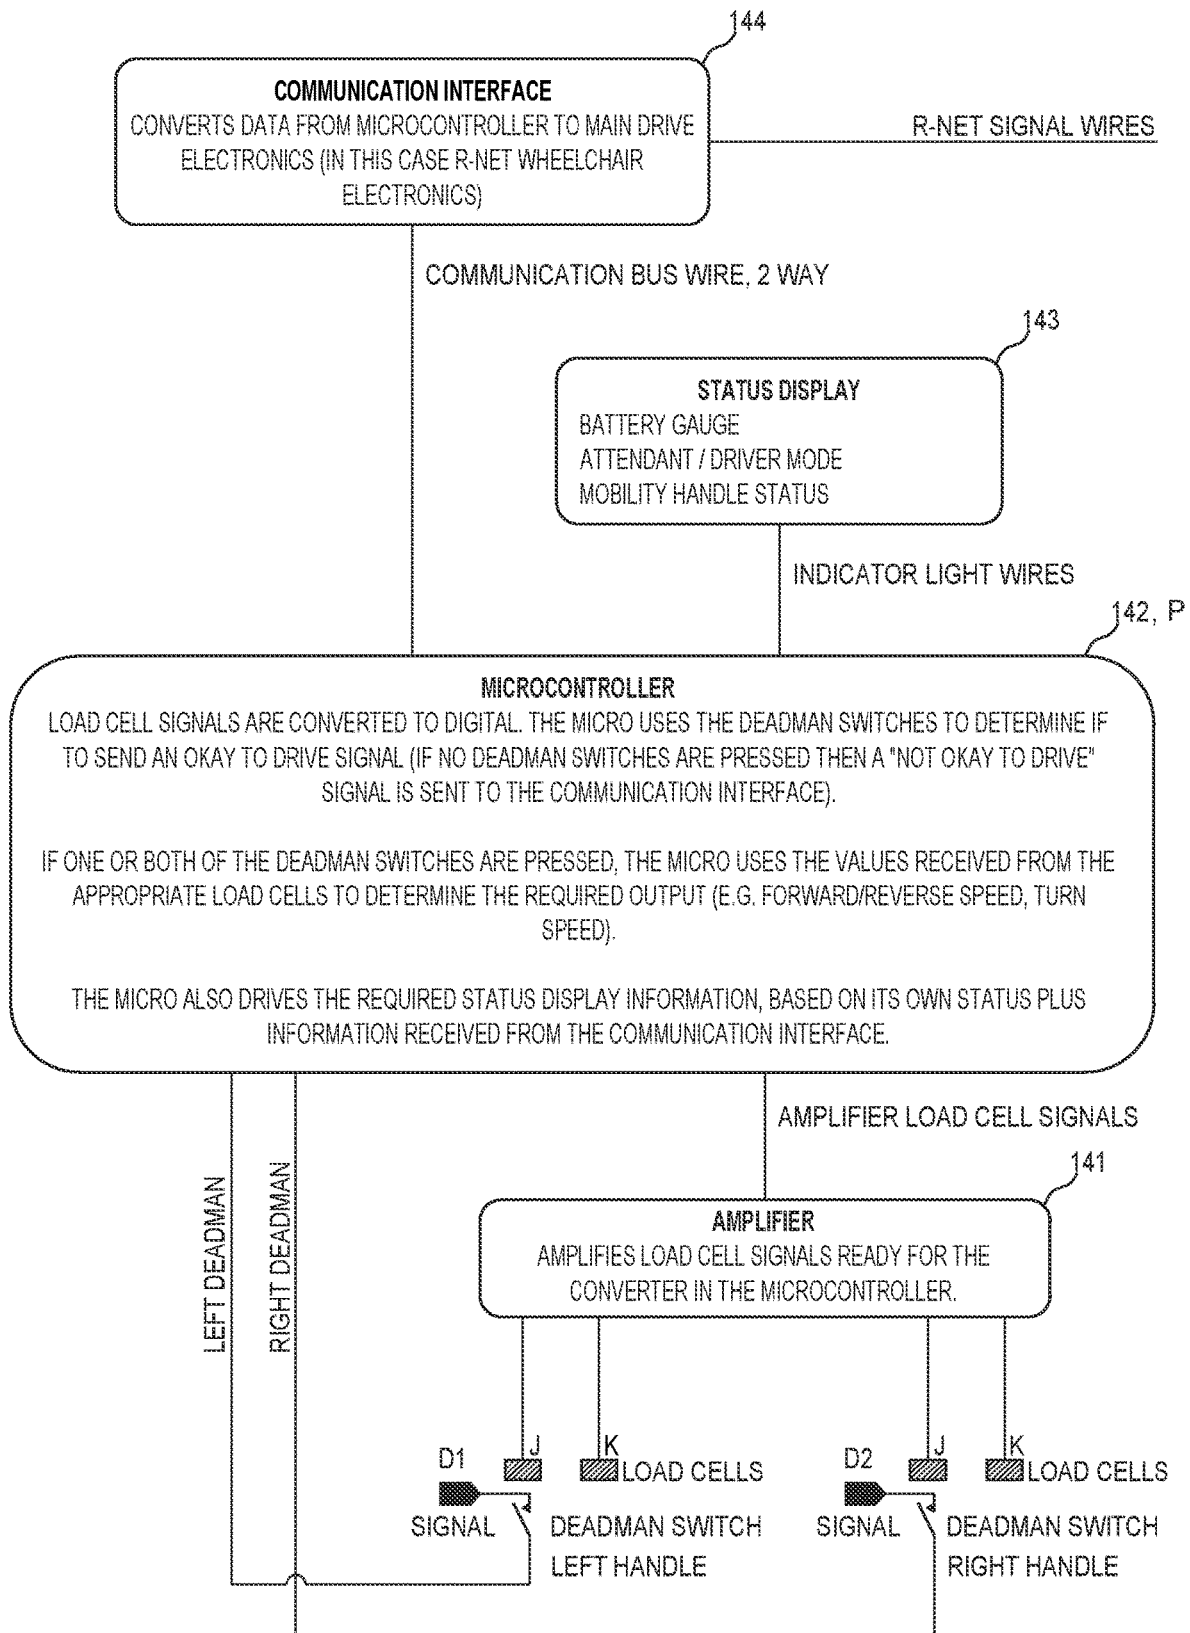 144
COMMUNICATION INTERFACE
CONVERTS DATA FROM MICROCONTROLLER TO MAIN DRIVE
ELECTRONICS (IN THIS CASE R-NET WHEELCHAIR
ELECTRONICS)
R-NET SIGNAL WIRES
COMMUNICATION BUS WIRE, 2 WAY
143
STATUS DISPLAY
BATTERY GAUGE
ATTENDANT / DRIVER MODE
MOBILITY HANDLE STATUS
INDICATOR LIGHT WIRES
142, P
MICROCONTROLLER
LOAD CELL SIGNALS ARE CONVERTED TO DIGITAL. THE MICRO USES THE DEADMAN SWITCHES TO DETERMINE IF
TO SEND AN OKAY TO DRIVE SIGNAL (IF NO DEADMAN SWITCHES ARE PRESSED THEN A "NOT OKAY TO DRIVE"
SIGNAL IS SENT TO THE COMMUNICATION INTERFACE).
IF ONE OR BOTH OF THE DEADMAN SWITCHES ARE PRESSED, THE MICRO USES THE VALUES RECEIVED FROM THE
APPROPRIATE LOAD CELLS TO DETERMINE THE REQUIRED OUTPUT (E.G. FORWARD/REVERSE SPEED, TURN
SPEED).
THE MICRO ALSO DRIVES THE REQUIRED STATUS DISPLAY INFORMATION, BASED ON ITS OWN STATUS PLUS
INFORMATION RECEIVED FROM THE COMMUNICATION INTERFACE.
LEFT DEADMAN
RIGHT DEADMAN
AMPLIFIER LOAD CELL SIGNALS
141
AMPLIFIER
AMPLIFIES LOAD CELL SIGNALS READY FOR THE
CONVERTER IN THE MICROCONTROLLER.
D1
J
K
LOAD CELLS
SIGNAL
DEADMAN SWITCH
LEFT HANDLE
D2
J
K
LOAD CELLS
SIGNAL
DEADMAN SWITCH
RIGHT HANDLE